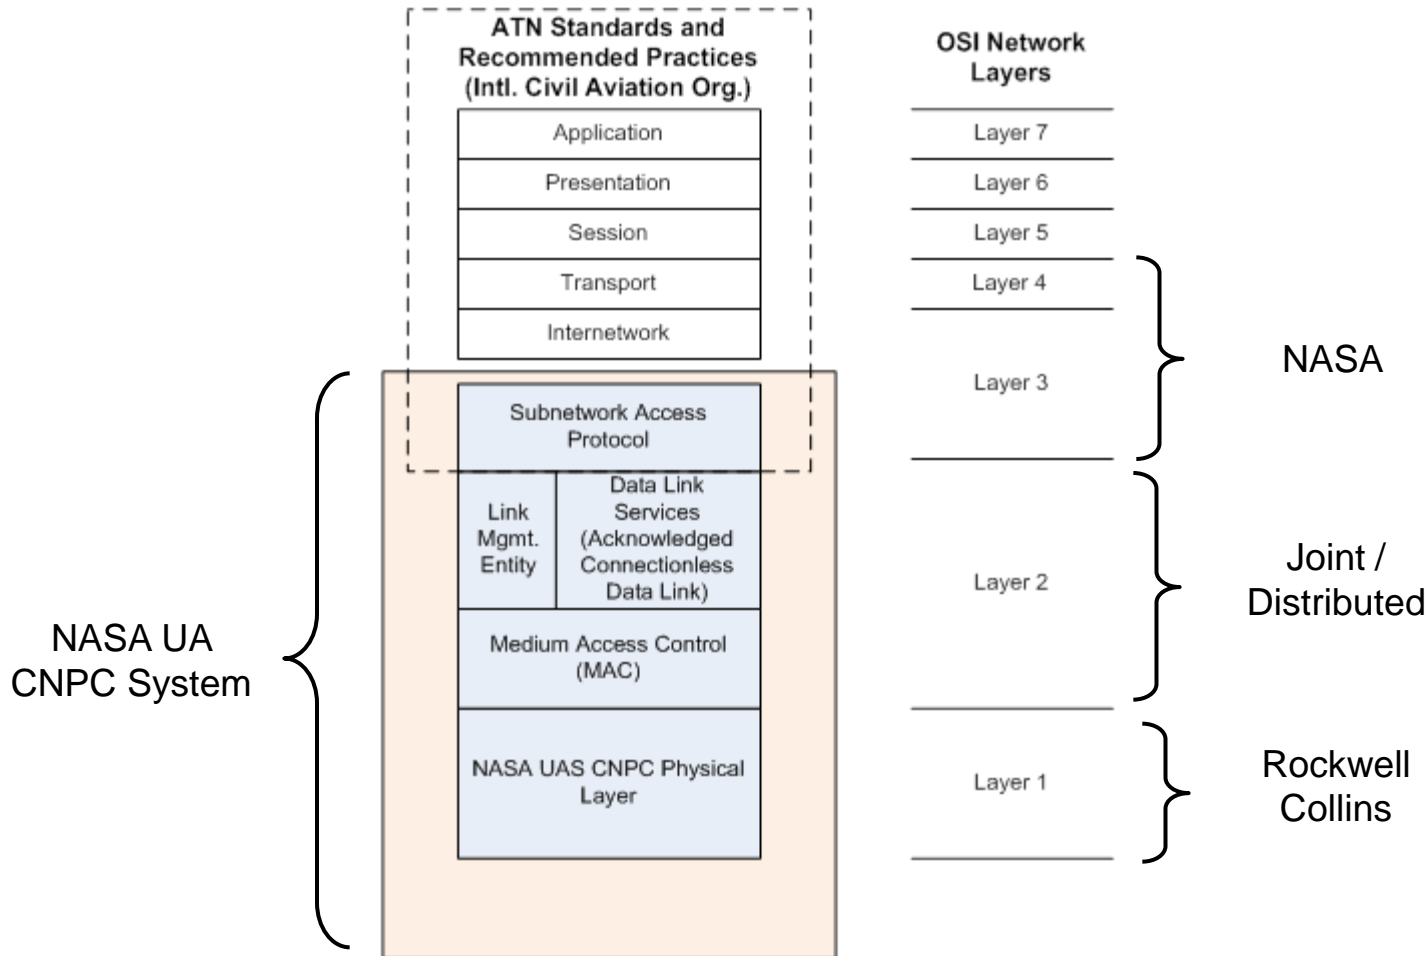 ATN Standards and
Recommended Practices
(Intl. Civil Aviation Org.)
Application
Presentation
Session
Transport
Internetwork
Subnetwork Access
Protocol
Link
Mgmt.
Entity
Data Link
Services
(Acknowledged
Connectionless
Data Link)
Medium Access Control
(MAC)
NASA UAS CNPC Physical
Layer
NASA UA
CNPC System
OSI Network
Layers
Layer 7
Layer 6
Layer 5
Layer 4
Layer 3
Layer 2
Layer 1
NASA
Joint /
Distributed
Rockwell
Collins